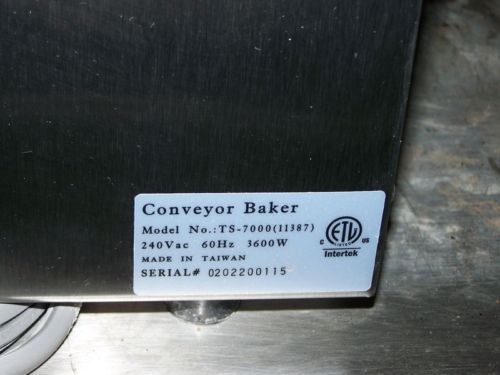 Conveyor Baker
Model No.:TS-7000(11387)
240Vac 60Hz 3600W
MADE IN TAIWAN
SERIAL# 0202200115
ETL
C US
Intertek